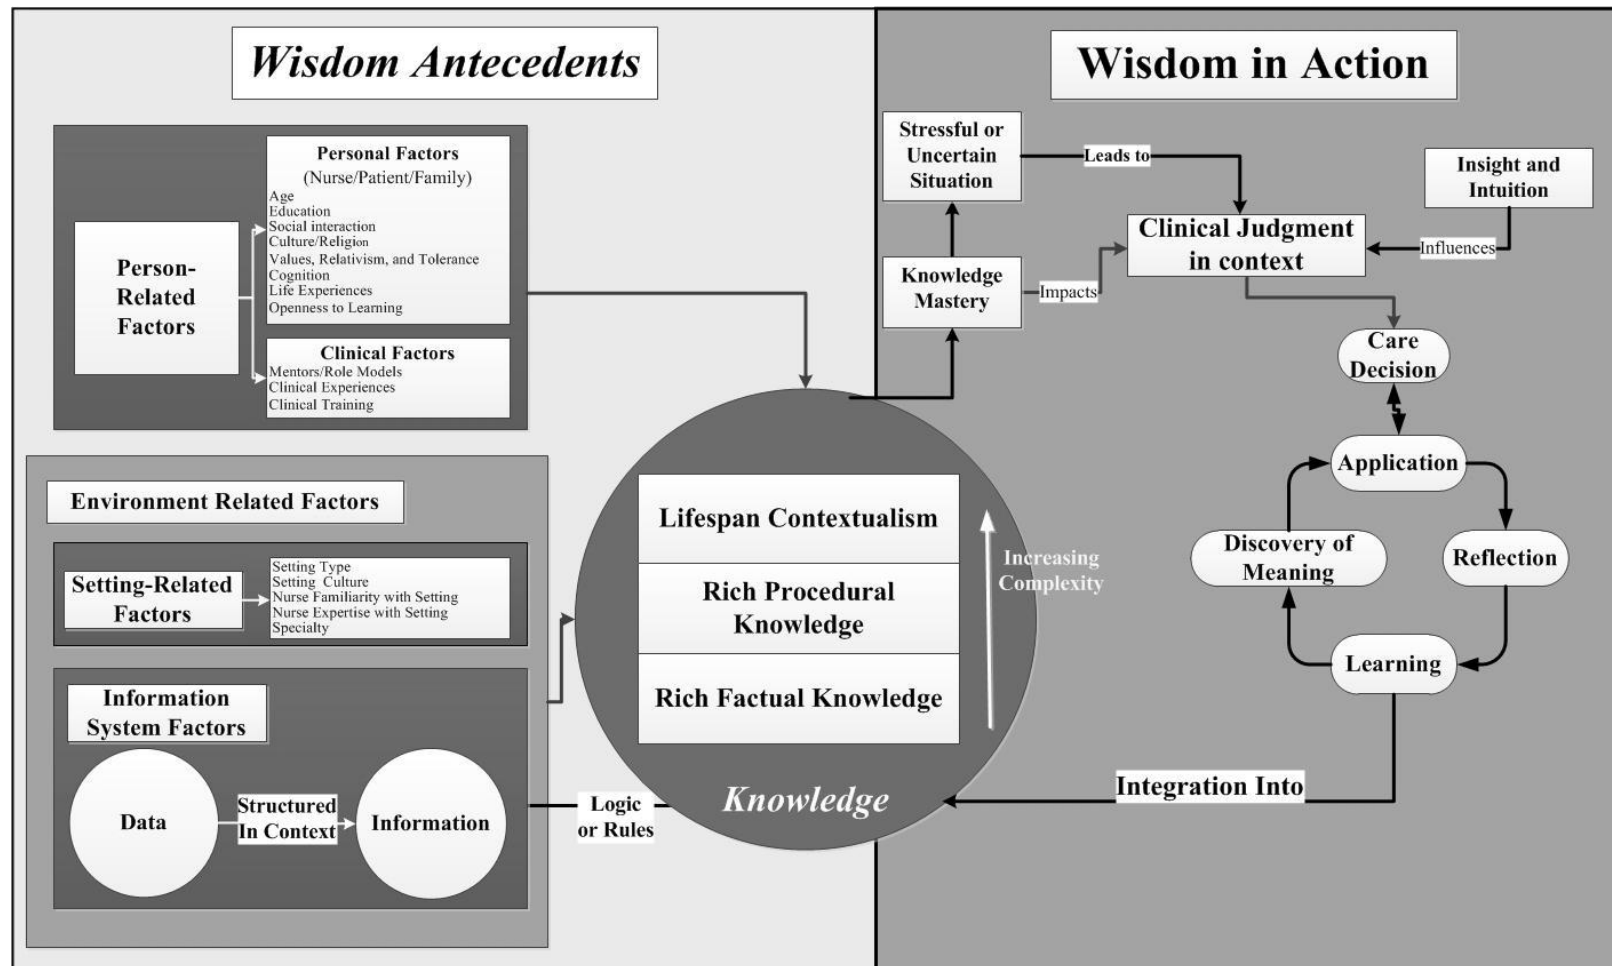 Wisdom Antecedents
Personal Factors
(Nurse/Patient/Family)
Age
Education
Social interaction
Culture/Religion
Values, Relativism, and Tolerance
Cognition
Life Experiences
Openness to Learning
Person-
Related
Factors
Clinical Factors
Mentors/Role Models
Clinical Experiences
Clinical Training
Environment Related Factors
Setting-Related
Factors
Setting Type
Setting Culture
Nurse Familiarity with Setting
Nurse Expertise with Setting
Specialty
Information
System Factors
Data
Structured
In Context
Information
Logic
or Rules
Lifespan Contextualism
Rich Procedural
Knowledge
Rich Factual Knowledge
Increasing
Complexity
Knowledge
Wisdom in Action
Stressful or
Uncertain
Situation
Leads to
Insight and
Intuition
Clinical Judgment
in context
Influences
Knowledge
Mastery
Impacts
Care
Decision
Application
Discovery of
Meaning
Reflection
Learning
Integration Into